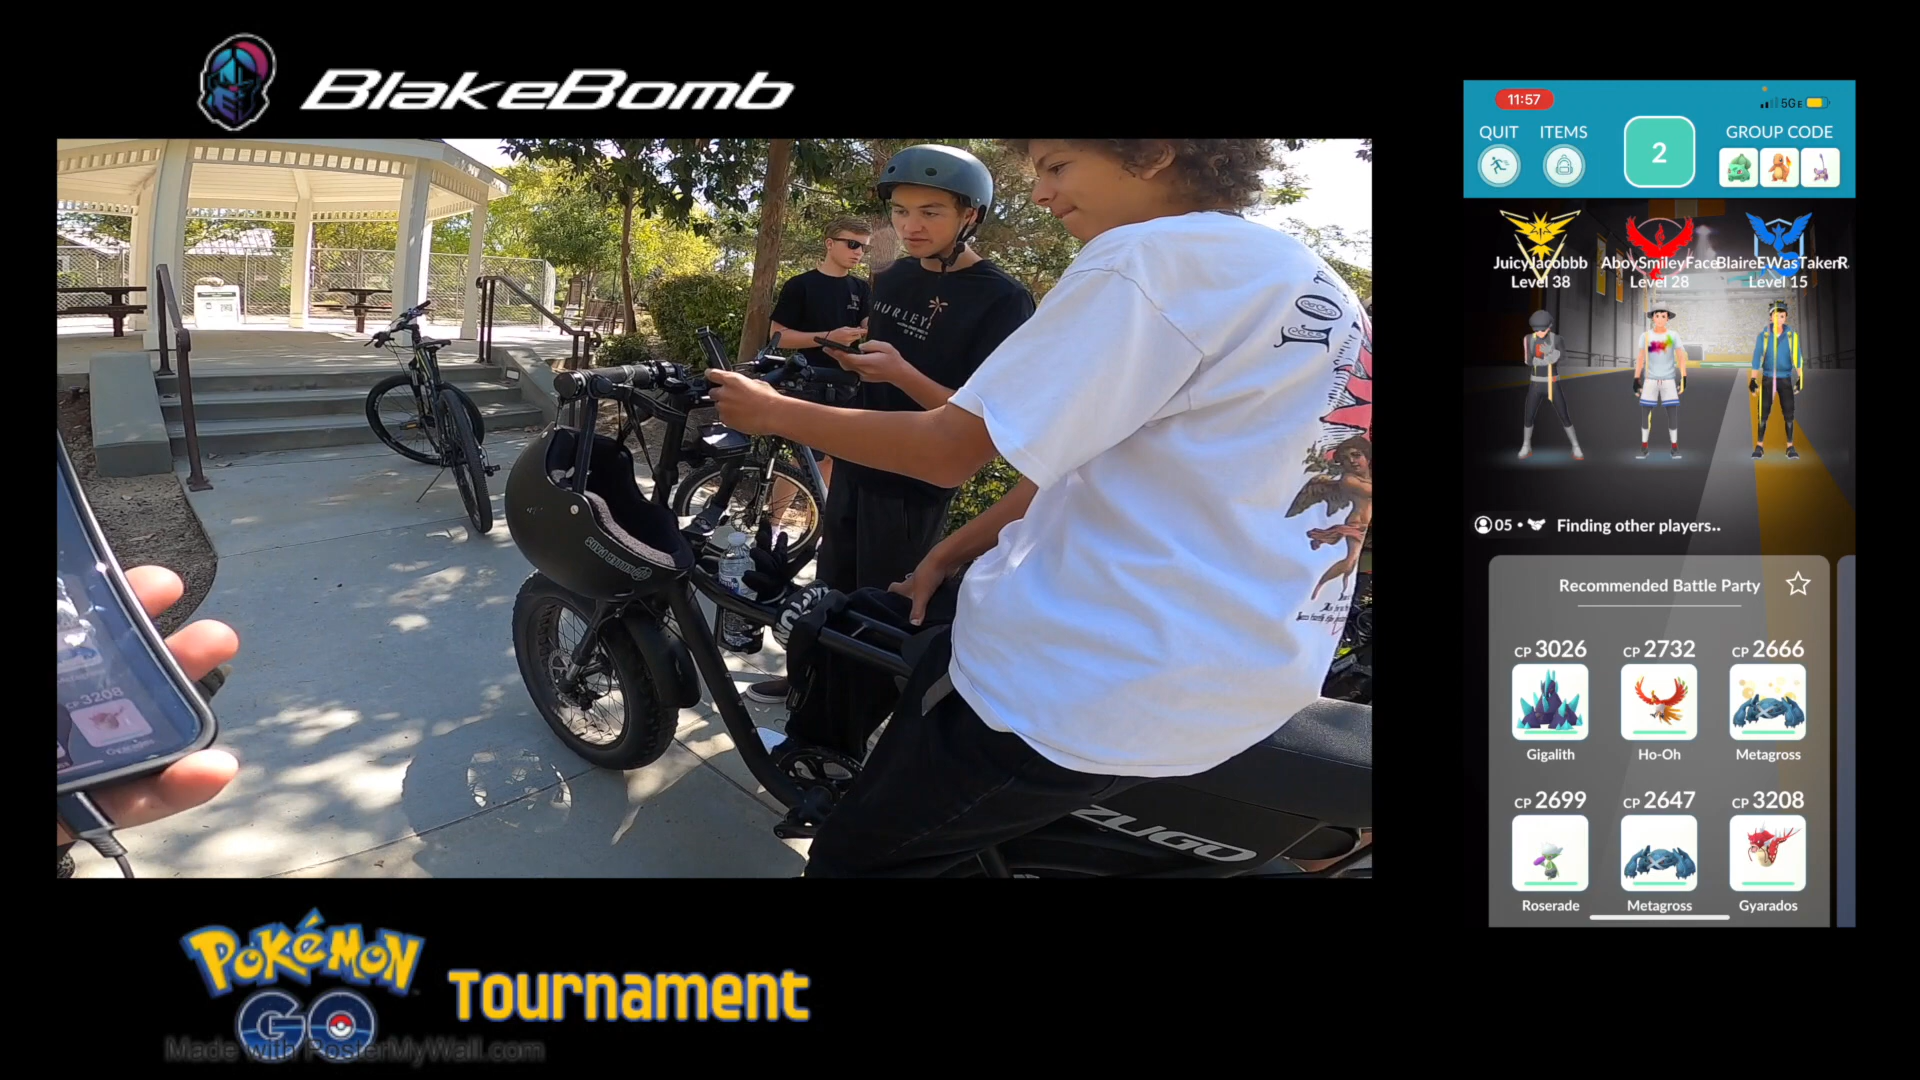 BlakeBomb
11:57
5GE
QUIT ITEMS
2
GROUP CODE
JuicyJacobbb
Level 38
AboySmileyFace
Level 28
BlaireEWasTakenR
Level 15
05 • Finding other players..
Recommended Battle Party
CP 3026
Gigalith
CP 2732
Ho-Oh
CP 2666
Metagross
CP 2699
Roserade
CP 2647
Metagross
CP 3208
Gyarados
HURLEY
ZUGO
CP 3208
Gyarados
POKéMON
GO
Tournament
Made with PosterMyWall.com